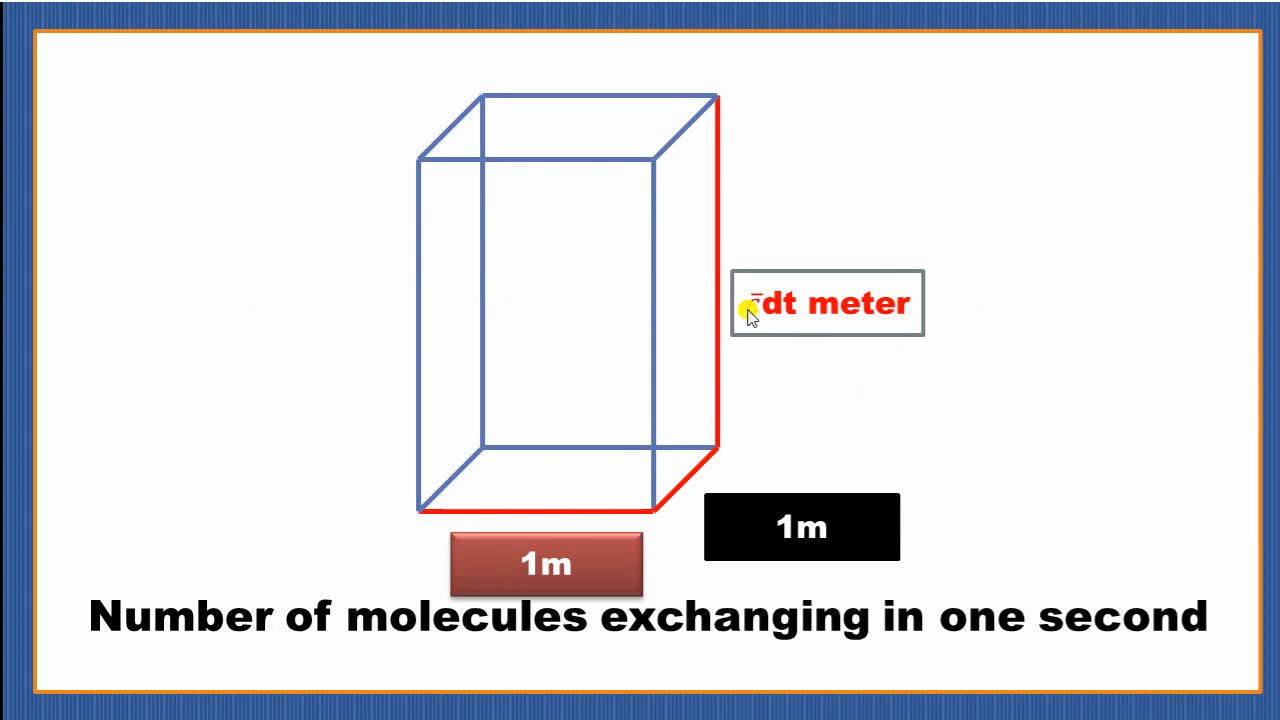 dt meter
1m
1m
Number of molecules exchanging in one second